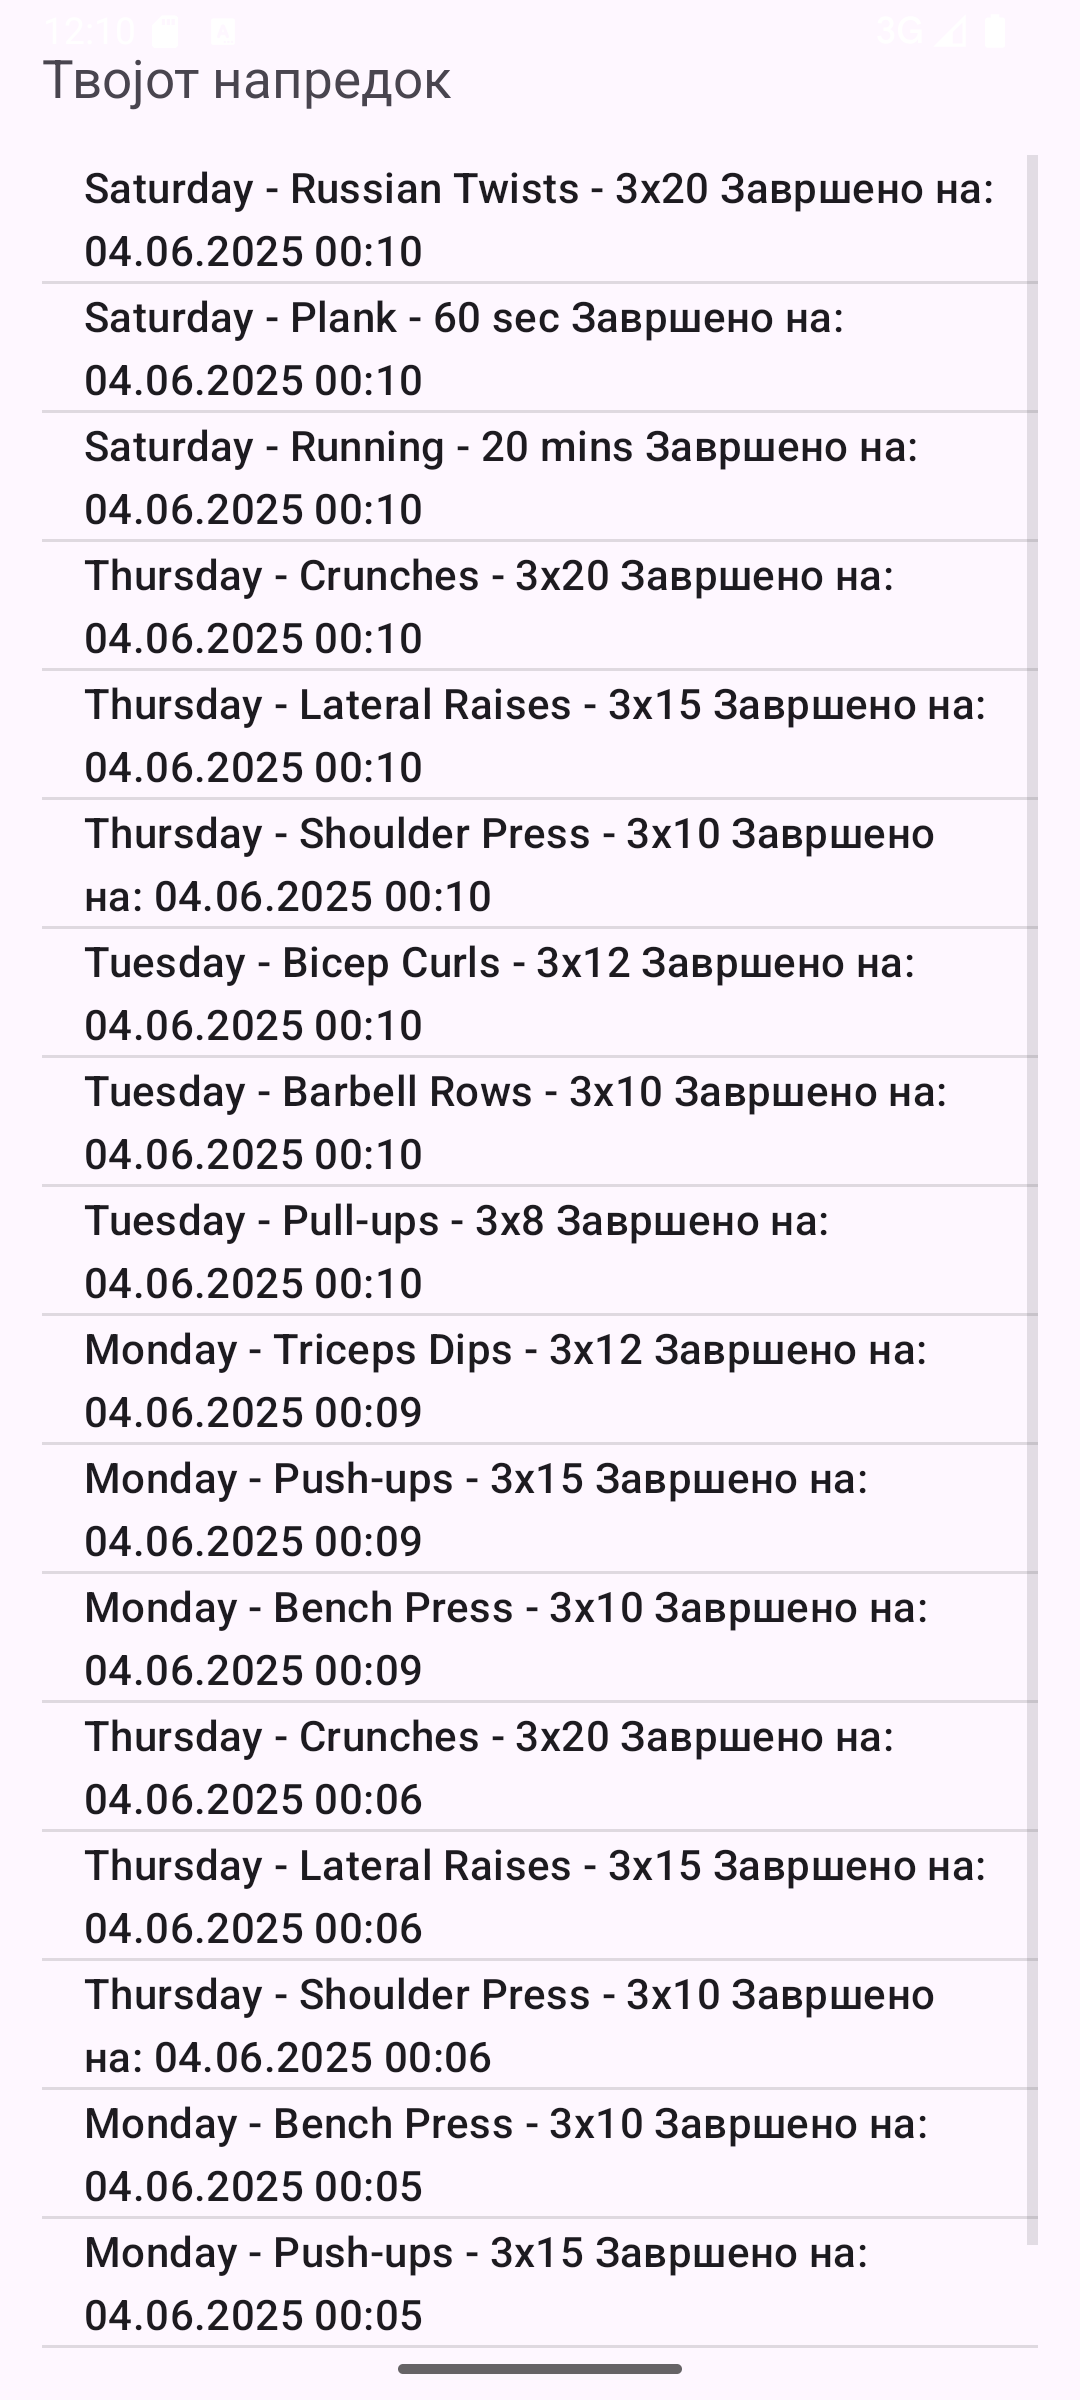 12:10 3G
Твојот напредок
Saturday - Russian Twists - 3x20 Завршено на:
04.06.2025 00:10
Saturday - Plank - 60 sec Завршено на:
04.06.2025 00:10
Saturday - Running - 20 mins Завршено на:
04.06.2025 00:10
Thursday - Crunches - 3x20 Завршено на:
04.06.2025 00:10
Thursday - Lateral Raises - 3x15 Завршено на:
04.06.2025 00:10
Thursday - Shoulder Press - 3x10 Завршено
на: 04.06.2025 00:10
Tuesday - Bicep Curls - 3x12 Завршено на:
04.06.2025 00:10
Tuesday - Barbell Rows - 3x10 Завршено на:
04.06.2025 00:10
Tuesday - Pull-ups - 3x8 Завршено на:
04.06.2025 00:10
Monday - Triceps Dips - 3x12 Завршено на:
04.06.2025 00:09
Monday - Push-ups - 3x15 Завршено на:
04.06.2025 00:09
Monday - Bench Press - 3x10 Завршено на:
04.06.2025 00:09
Thursday - Crunches - 3x20 Завршено на:
04.06.2025 00:06
Thursday - Lateral Raises - 3x15 Завршено на:
04.06.2025 00:06
Thursday - Shoulder Press - 3x10 Завршено
на: 04.06.2025 00:06
Monday - Bench Press - 3x10 Завршено на:
04.06.2025 00:05
Monday - Push-ups - 3x15 Завршено на:
04.06.2025 00:05